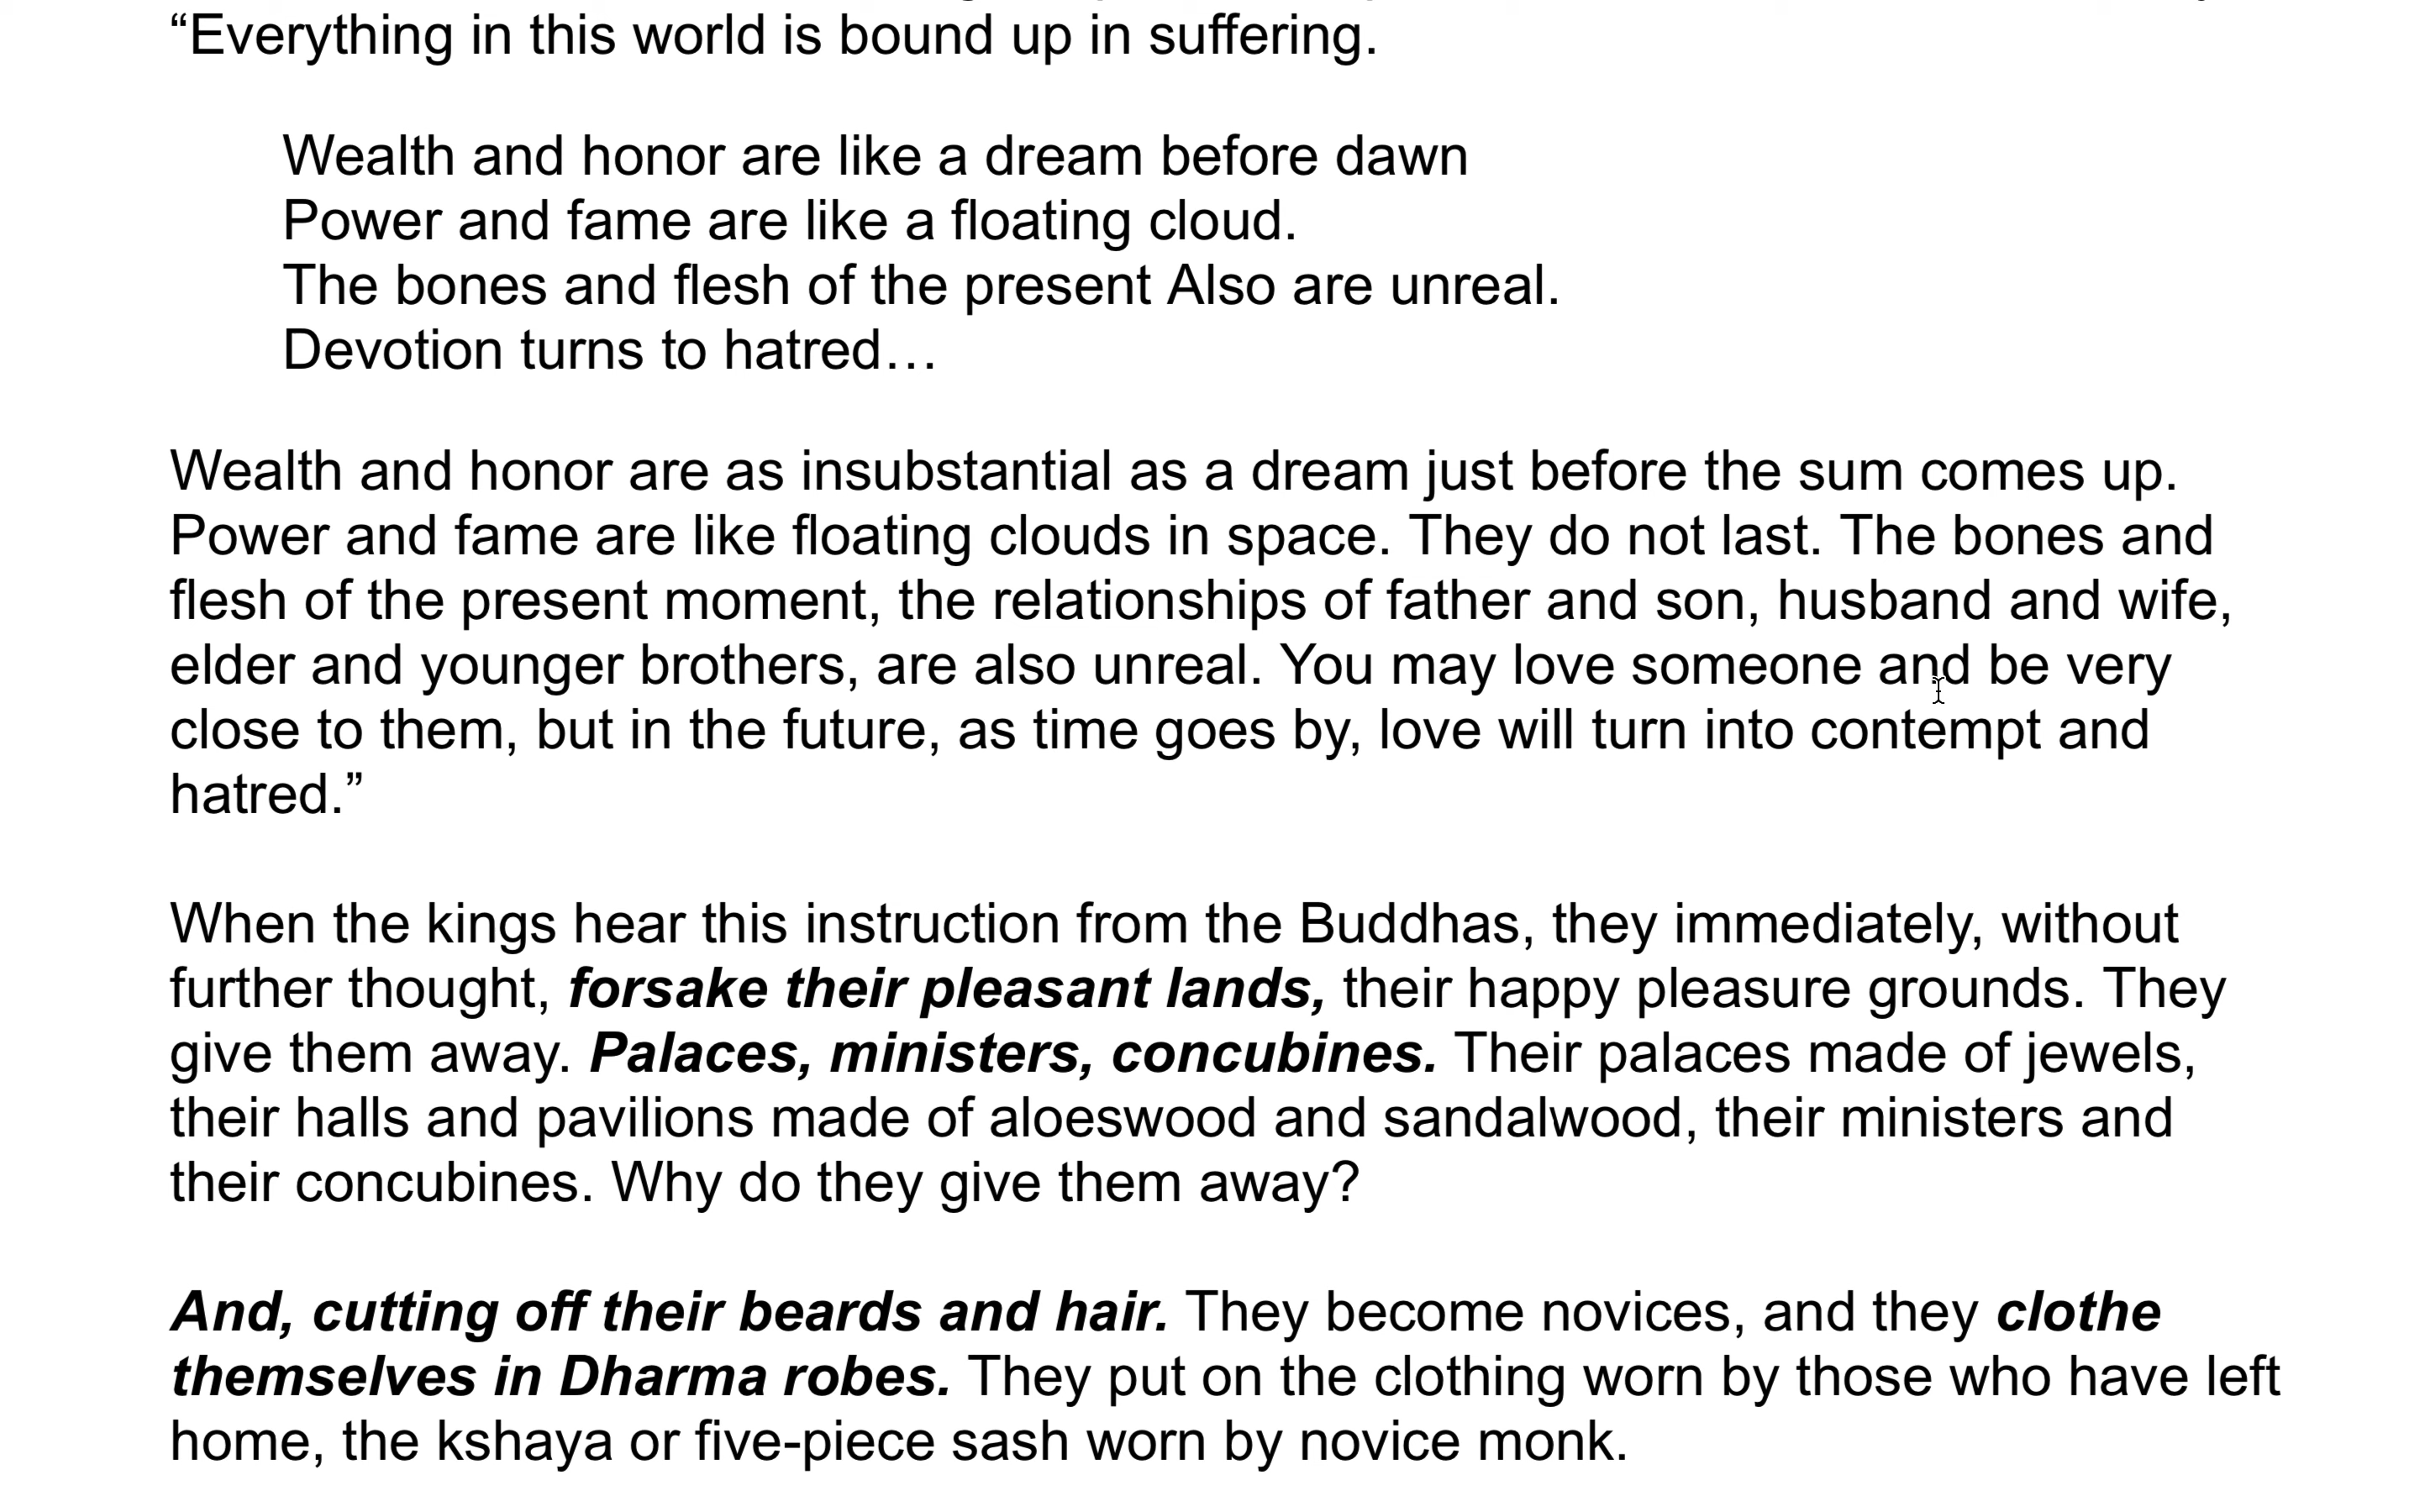 “Everything in this world is bound up in suffering.
Wealth and honor are like a dream before dawn
Power and fame are like a floating cloud.
The bones and flesh of the present Also are unreal.
Devotion turns to hatred…
Wealth and honor are as insubstantial as a dream just before the sum comes up.
Power and fame are like floating clouds in space. They do not last. The bones and
flesh of the present moment, the relationships of father and son, husband and wife,
elder and younger brothers, are also unreal. You may love someone and be very
close to them, but in the future, as time goes by, love will turn into contempt and
hatred.”
When the kings hear this instruction from the Buddhas, they immediately, without
further thought, forsake their pleasant lands, their happy pleasure grounds. They
give them away. Palaces, ministers, concubines. Their palaces made of jewels,
their halls and pavilions made of aloeswood and sandalwood, their ministers and
their concubines. Why do they give them away?
And, cutting off their beards and hair. They become novices, and they clothe
themselves in Dharma robes. They put on the clothing worn by those who have left
home, the kshaya or five-piece sash worn by novice monk.